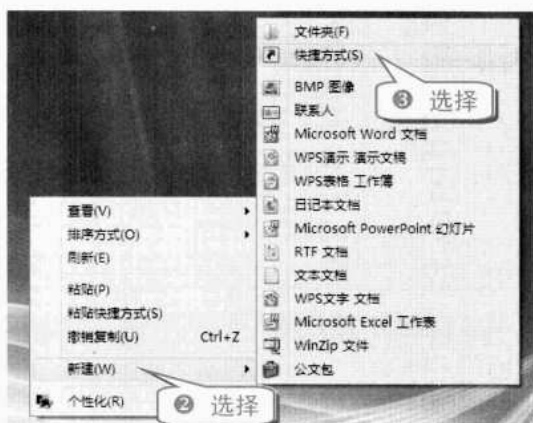 文件夹(F)
快捷方式(S)
BMP 图像
❸ 选择
联系人
Microsoft Word 文档
WPS演示 演示文稿
WPS表格 工作簿
日记本文档
Microsoft PowerPoint 幻灯片
RTF 文档
文本文档
WPS文字 文档
Microsoft Excel 工作表
WinZip 文件
公文包
查看(V)
排序方式(O)
刷新(E)
粘贴(P)
粘贴快捷方式(S)
撤销复制(U) Ctrl+Z
新建(W)
❷ 选择
个性化(R)